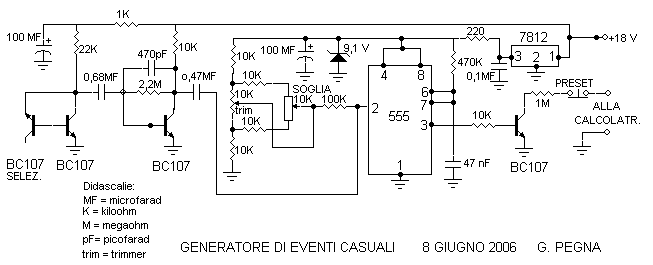 1K
100 MF
22K
470pF
10K
0,68MF
2,2M
o,47MF
BC107
SELEZ.
BC107
BC107
10K
10K
10K
trim
10K
10K
100 MF
9,1 V
SOGLIA
10K
100K
4
8
2
555
6
7
3
1
470K
220
0,1MF
7812
3
2
1
+18 V
47 nF
10K
1M
PRESET
BC107
ALLA
CALCOLATR.
Didascalie:
MF = microfarad
K = kiloohm
M = megaohm
pF= picofarad
trim = trimmer
GENERATORE DI EVENTI CASUALI 8 GIUGNO 2006 G. PEGNA